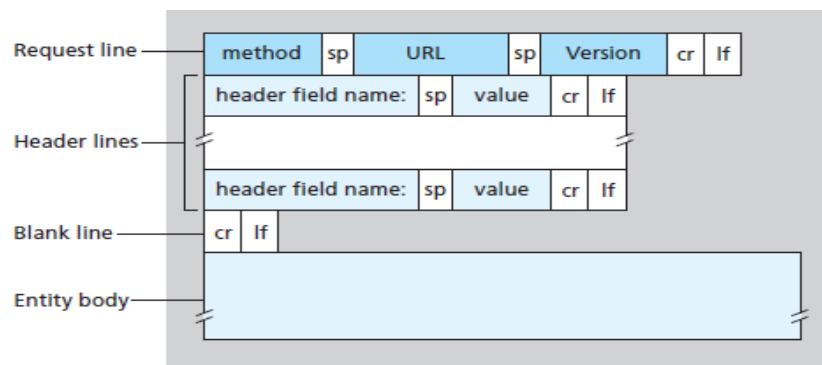 Request line method sp URL sp Version cr lf
header field name: sp value cr lf
Header lines
header field name: sp value cr lf
Blank line cr lf
Entity body